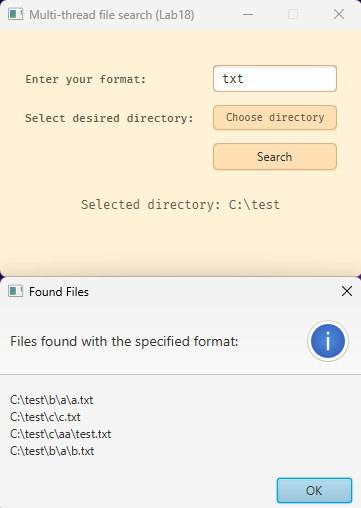 Multi-thread file search (Lab18)
Enter your format:
txt
Select desired directory:
Choose directory
Search
Selected directory: C:\test
Found Files
Files found with the specified format:
C:\test\b\a\a.txt
C:\test\c\c.txt
C:\test\c\aa\test.txt
C:\test\b\a\b.txt
OK